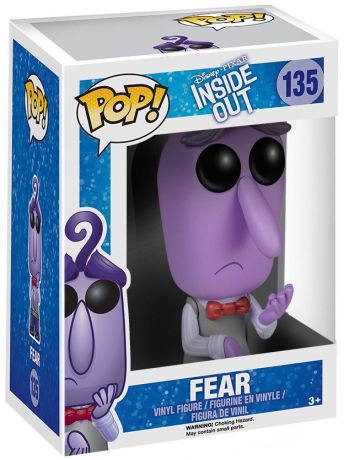 POP!
POP!
Disney · PIXAR
INSIDE
OUT
135
135
FEAR
VINYL FIGURE / FIGURINE EN VINYLE /
FIGURA DE VINIL
WARNING! Choking Hazard.
May contain small parts.
3+